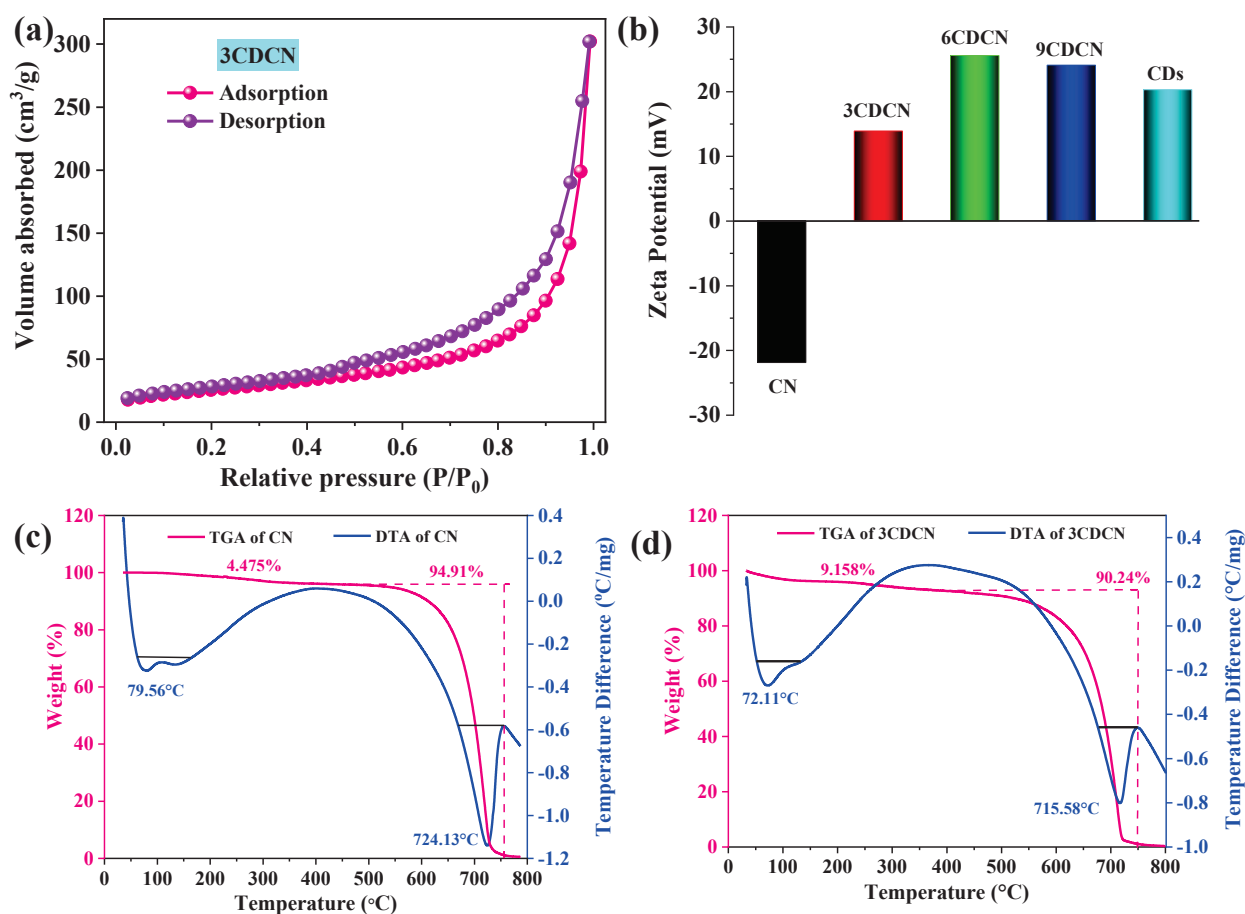 (a)
3CDCN
Adsorption
Desorption
300
250
200
150
100
50
0
0.0 0.2 0.4 0.6 0.8 1.0
Volume absorbed (cm³/g)
Relative pressure (P/P₀)
(b)
30
20
10
0
-10
-20
-30
Zeta Potential (mV)
CN
3CDCN
6CDCN
9CDCN
CDs
(c)
TGA of CN
DTA of CN
4.475%
94.91%
79.56°C
724.13°C
120
100
80
60
40
20
0
Weight (%)
0 100 200 300 400 500 600 700 800
Temperature (°C)
0.4
0.2
0.0
-0.2
-0.4
-0.6
-0.8
-1.0
-1.2
Temperature Difference (°C/mg)
(d)
TGA of 3CDCN
DTA of 3CDCN
9.158%
90.24%
72.11°C
715.58°C
120
100
80
60
40
20
0
Weight (%)
0 100 200 300 400 500 600 700 800
Temperature (°C)
0.4
0.2
0.0
-0.2
-0.4
-0.6
-0.8
-1.0
Temperature Difference (°C/mg)